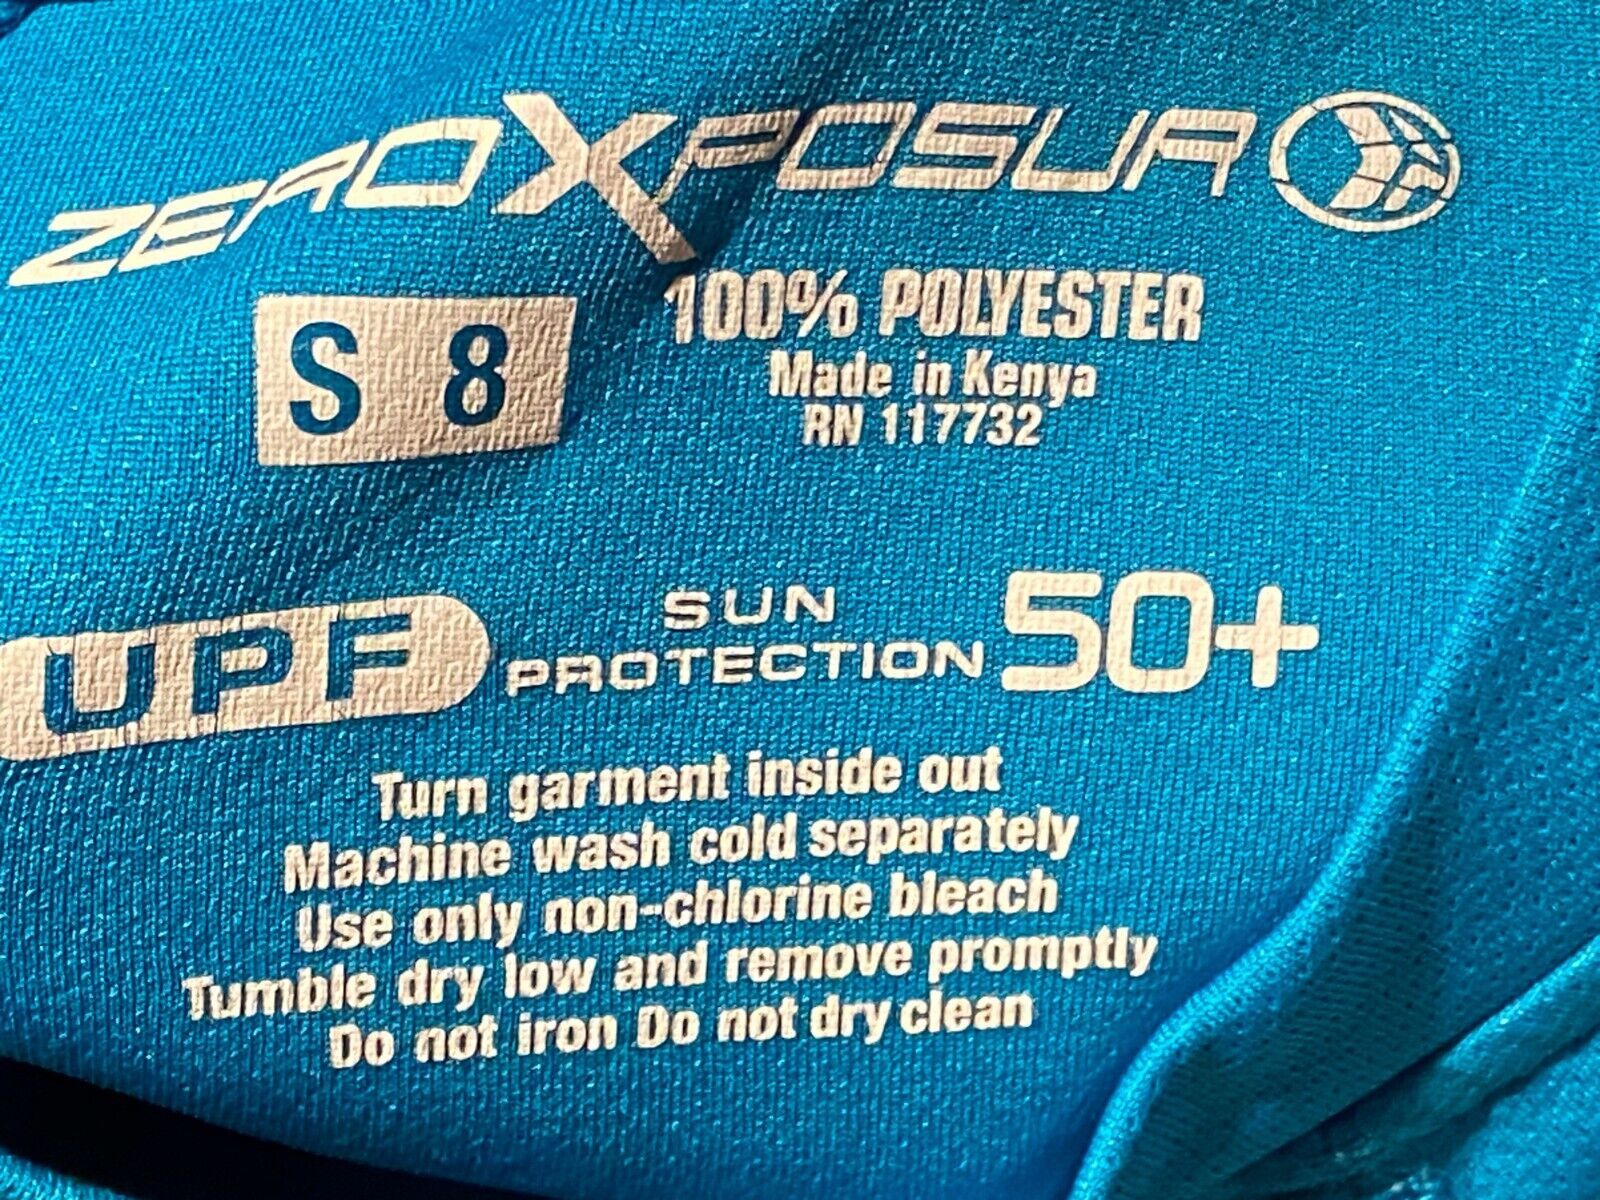 ZEROXPOSUR
S 8
100% POLYESTER
Made in Kenya
RN 117732
UPF
SUN
PROTECTION
50+
Turn garment inside out
Machine wash cold separately
Use only non-chlorine bleach
Tumble dry low and remove promptly
Do not iron Do not dry clean